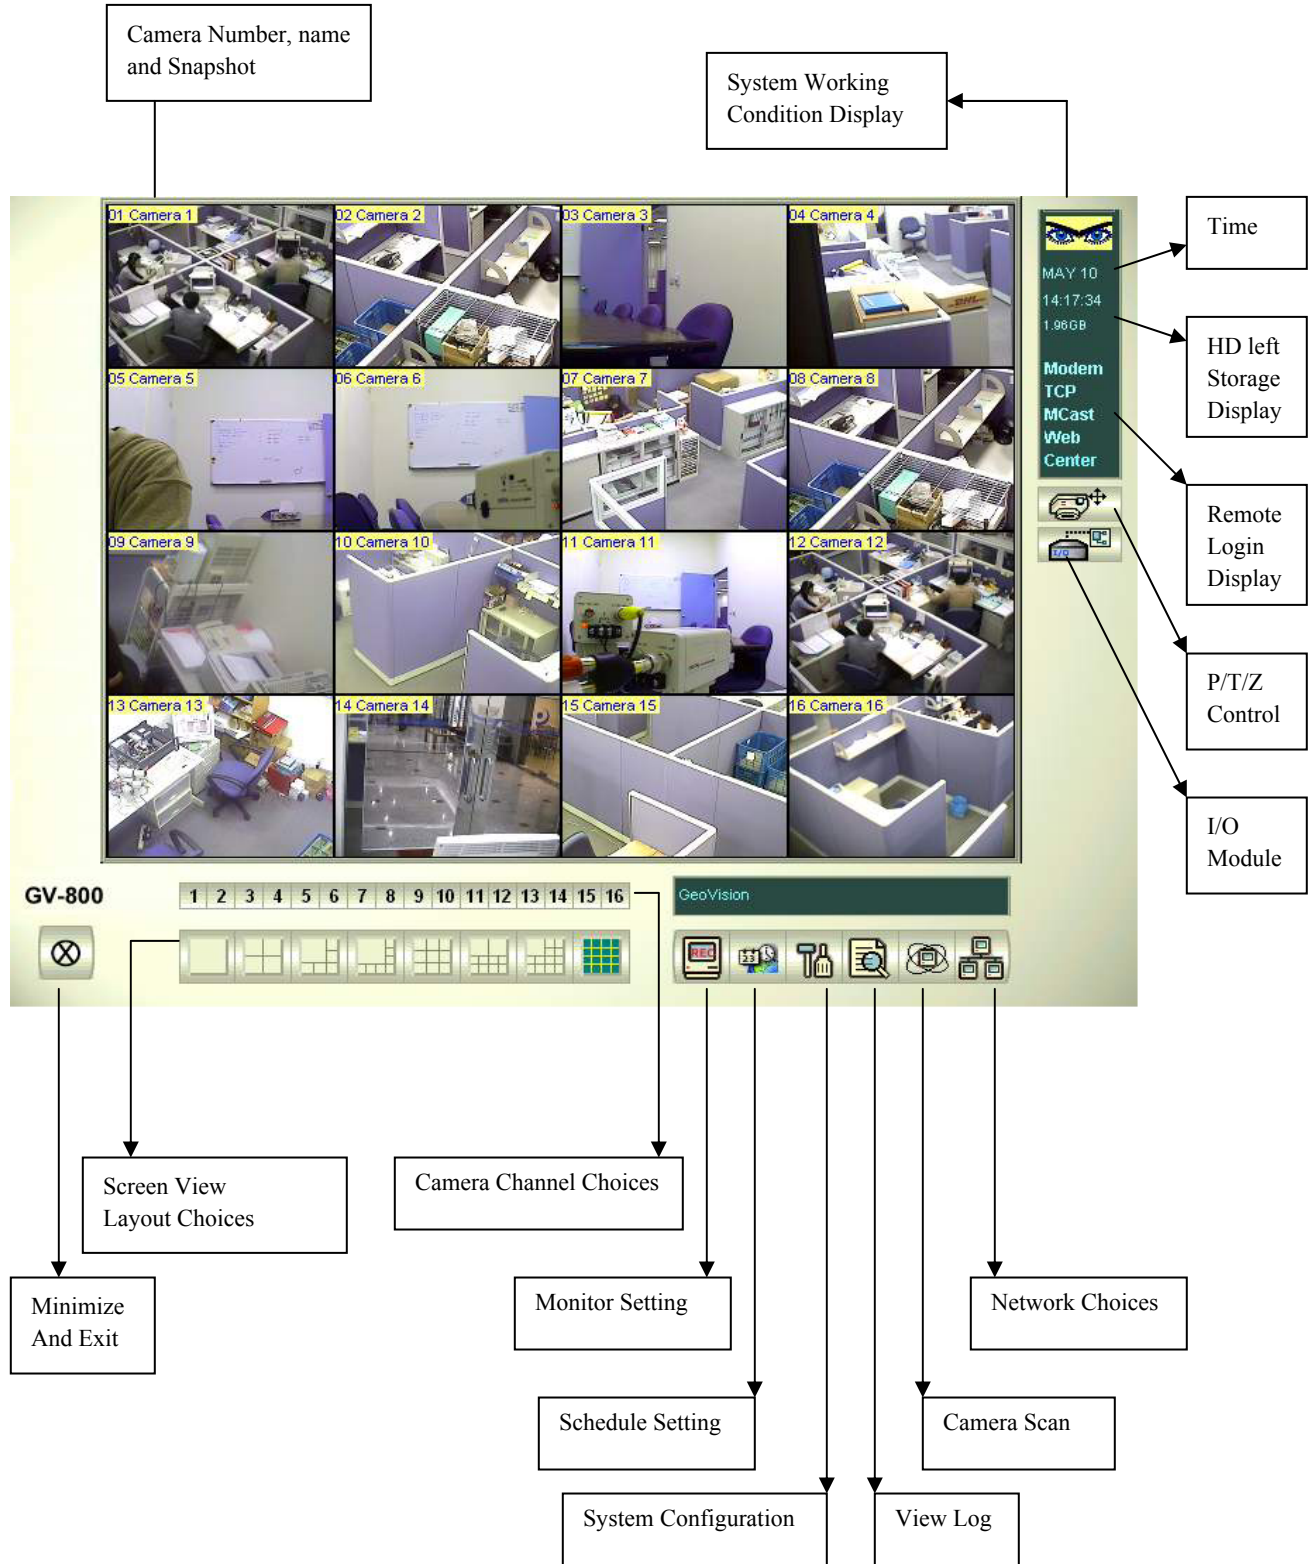 Camera Number, name
and Snapshot
System Working
Condition Display
01 Camera 1
02 Camera 2
03 Camera 3
04 Camera 4
05 Camera 5
06 Camera 6
07 Camera 7
08 Camera 8
09 Camera 9
10 Camera 10
11 Camera 11
12 Camera 12
13 Camera 13
14 Camera 14
15 Camera 15
16 Camera 16
DHL
MAY 10
14:17:34
1.96GB
Modem
TCP
MCast
Web
Center
I/O
Time
HD left
Storage
Display
Remote
Login
Display
P/T/Z
Control
I/O
Module
GV-800
1 2 3 4 5 6 7 8 9 10 11 12 13 14 15 16
GeoVision
REC
23
Screen View
Layout Choices
Camera Channel Choices
Minimize
And Exit
Monitor Setting
Network Choices
Schedule Setting
Camera Scan
System Configuration
View Log